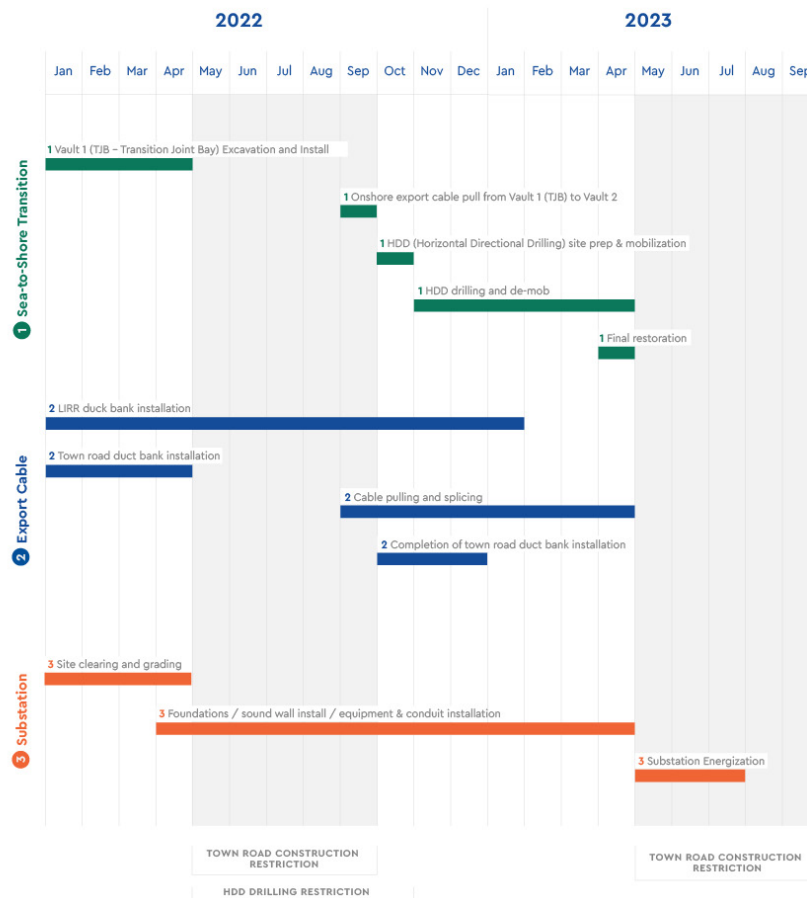 2022
2023
Jan Feb Mar Apr May Jun Jul Aug Sep Oct Nov Dec Jan Feb Mar Apr May Jun Jul Aug Sep
1 Sea-to-Shore Transition
1 Vault 1 (TJB – Transition Joint Bay) Excavation and Install
1 Onshore export cable pull from Vault 1 (TJB) to Vault 2
1 HDD (Horizontal Directional Drilling) site prep & mobilization
1 HDD drilling and de-mob
1 Final restoration
2 Export Cable
2 LIRR duck bank installation
2 Town road duct bank installation
2 Cable pulling and splicing
2 Completion of town road duct bank installation
3 Substation
3 Site clearing and grading
3 Foundations / sound wall install / equipment & conduit installation
3 Substation Energization
TOWN ROAD CONSTRUCTION
RESTRICTION
TOWN ROAD CONSTRUCTION
RESTRICTION
HDD DRILLING RESTRICTION